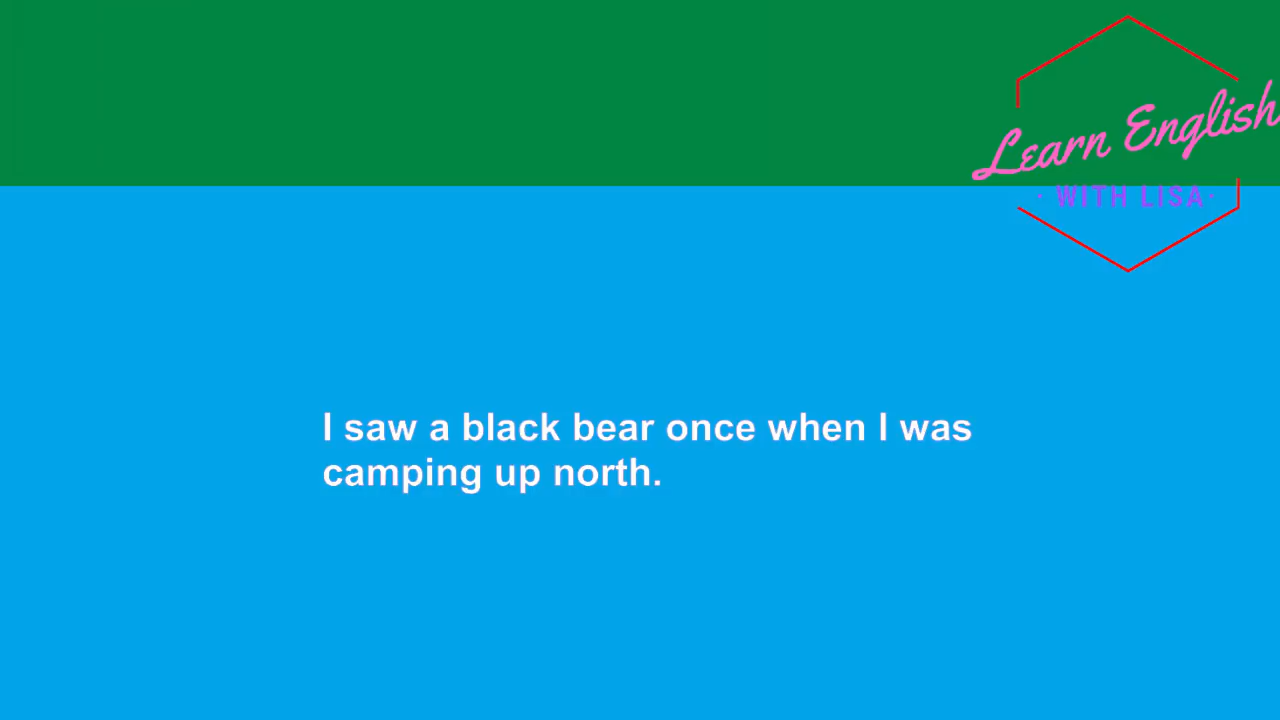 Learn English
· WITH LISA ·
I saw a black bear once when I was
camping up north.